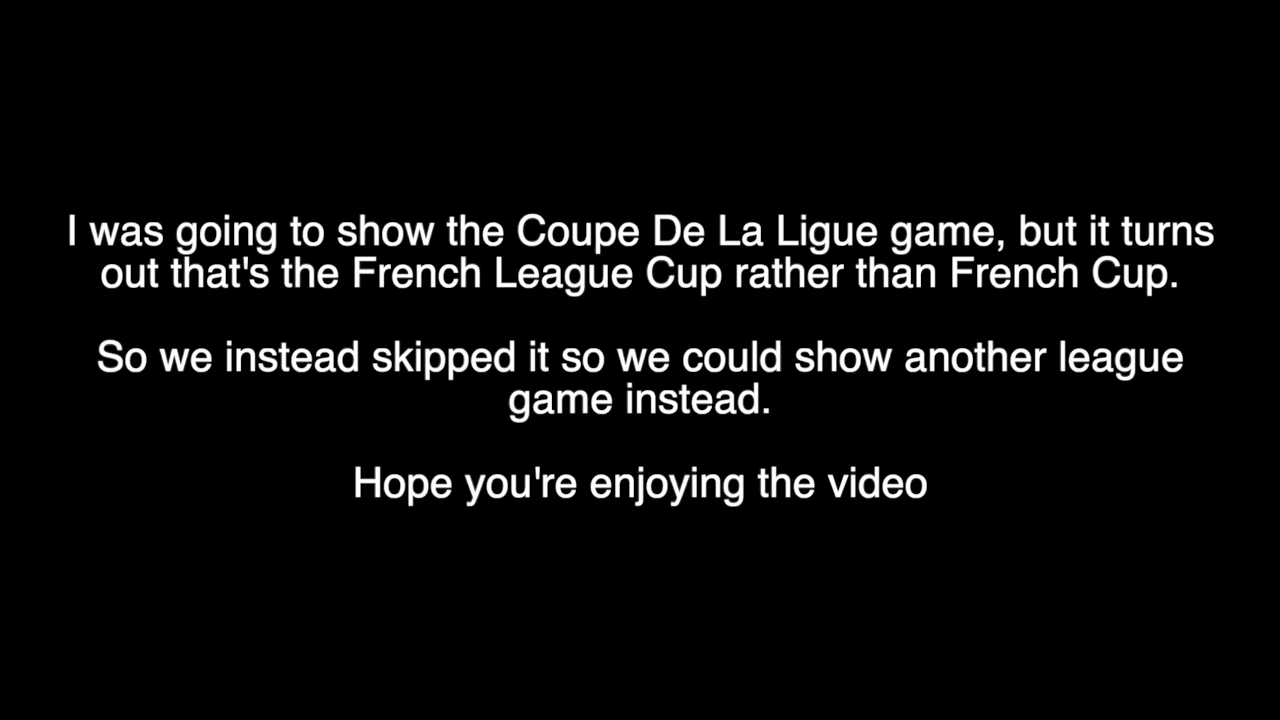 I was going to show the Coupe De La Ligue game, but it turns
out that's the French League Cup rather than French Cup.
So we instead skipped it so we could show another league
game instead.
Hope you're enjoying the video